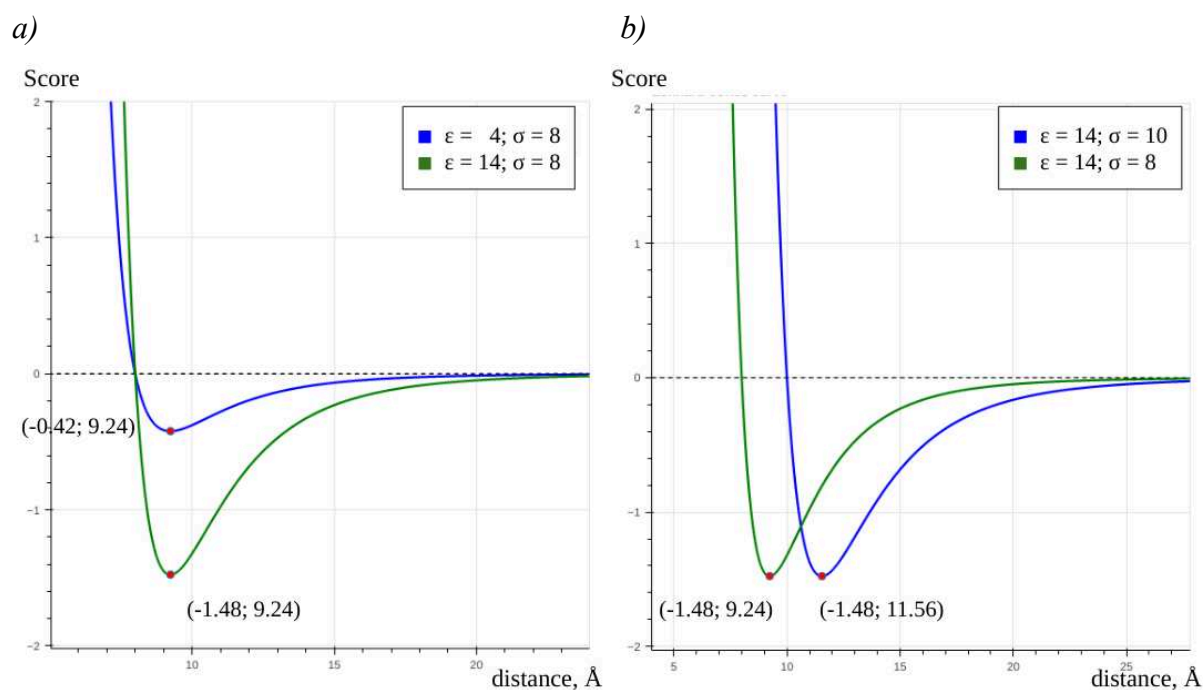 a)
Score
2
1
0
−1
−2
10
15
20
distance, Å
ε = 4; σ = 8
ε = 14; σ = 8
(-0.42; 9.24)
(-1.48; 9.24)
b)
Score
2
1
0
−1
−2
5
10
15
20
25
distance, Å
ε = 14; σ = 10
ε = 14; σ = 8
(-1.48; 9.24)
(-1.48; 11.56)